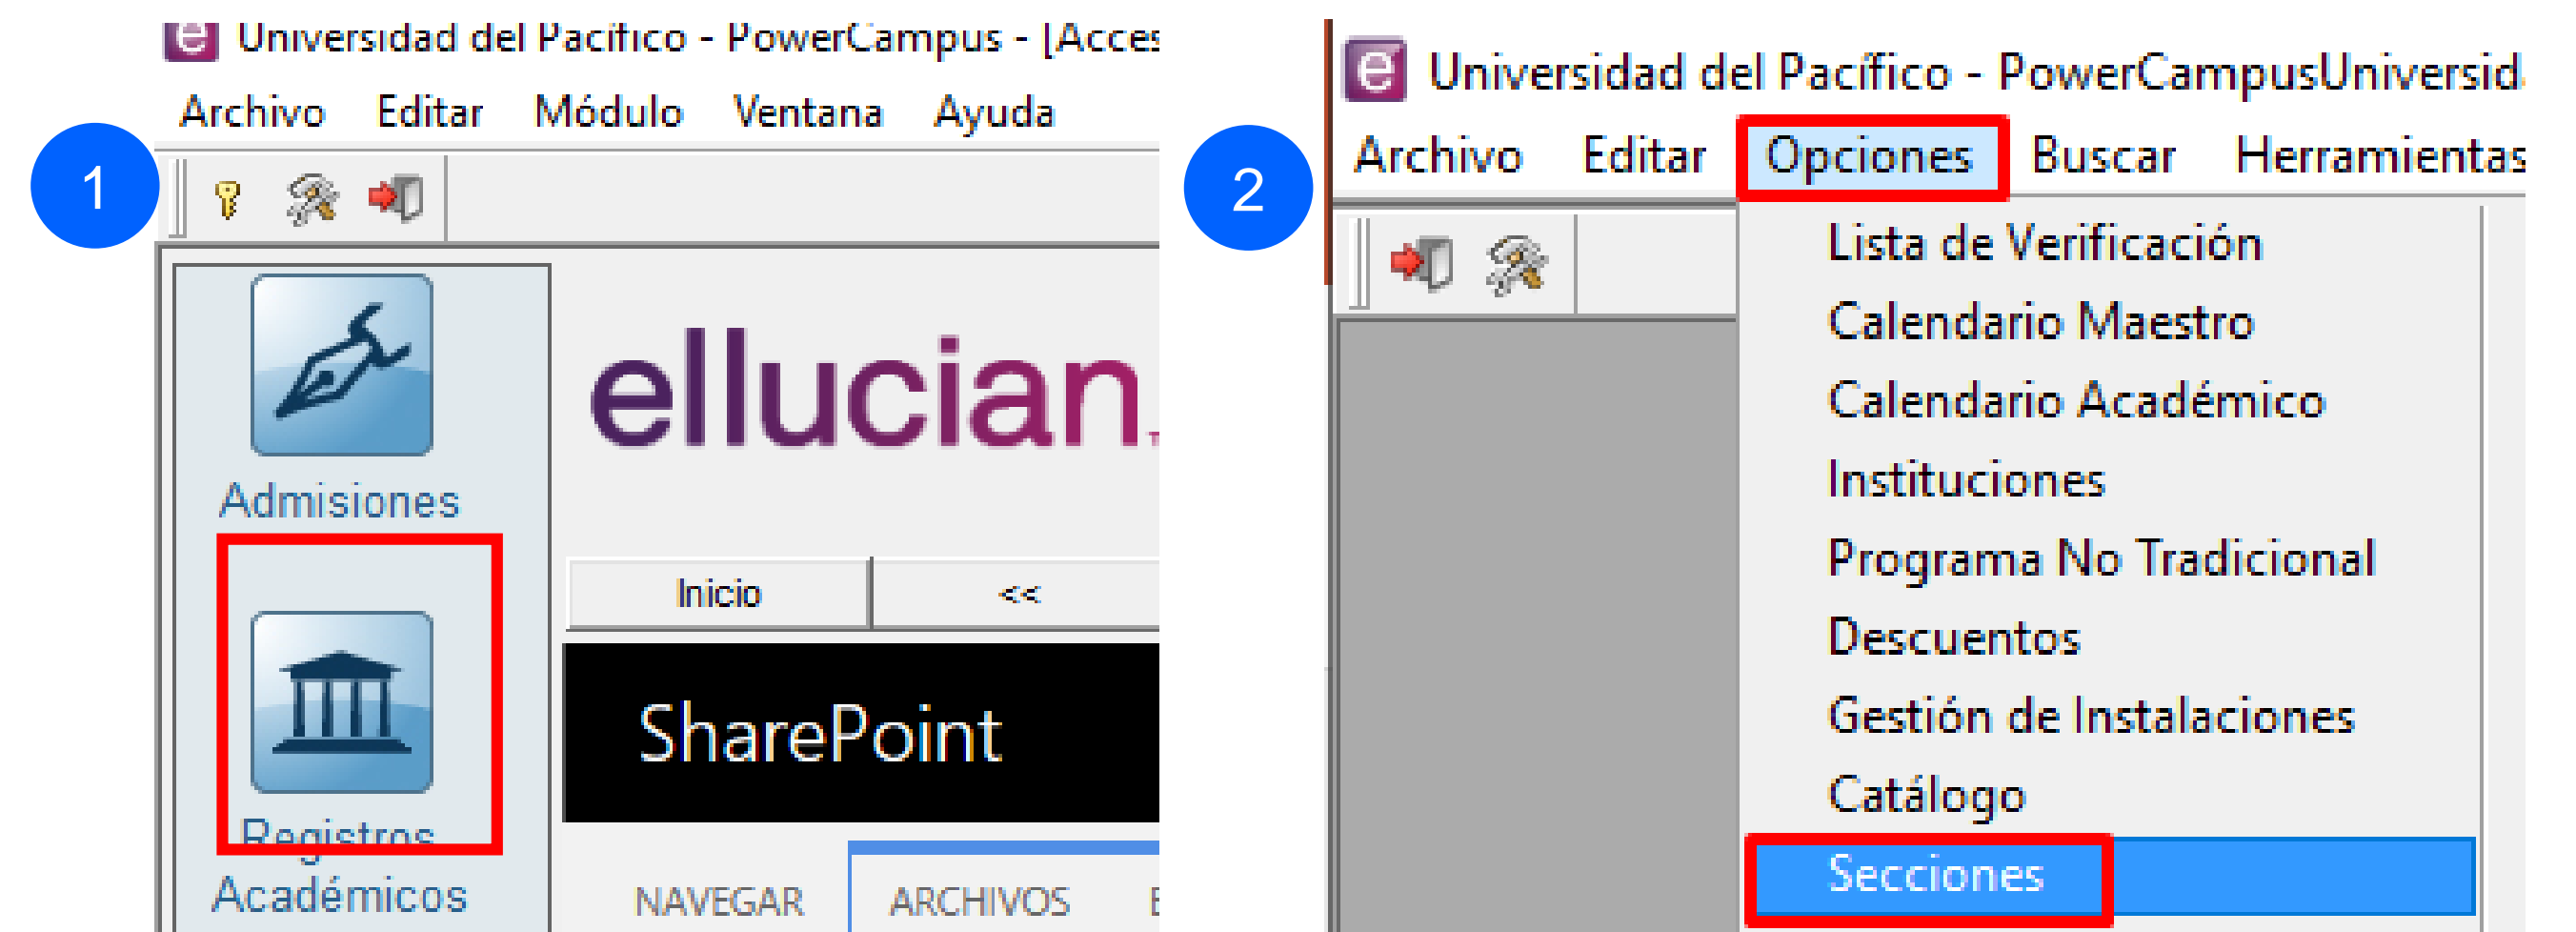 Universidad del Pacífico - PowerCampus - [Acces
Archivo Editar Módulo Ventana Ayuda
1
Admisiones
Registros
Académicos
ellucian
TM
Inicio <<
SharePoint
NAVEGAR ARCHIVOS
2
Universidad del Pacífico - PowerCampusUniversid
Archivo Editar Opciones Buscar Herramientas
Lista de Verificación
Calendario Maestro
Calendario Académico
Instituciones
Programa No Tradicional
Descuentos
Gestión de Instalaciones
Catálogo
Secciones